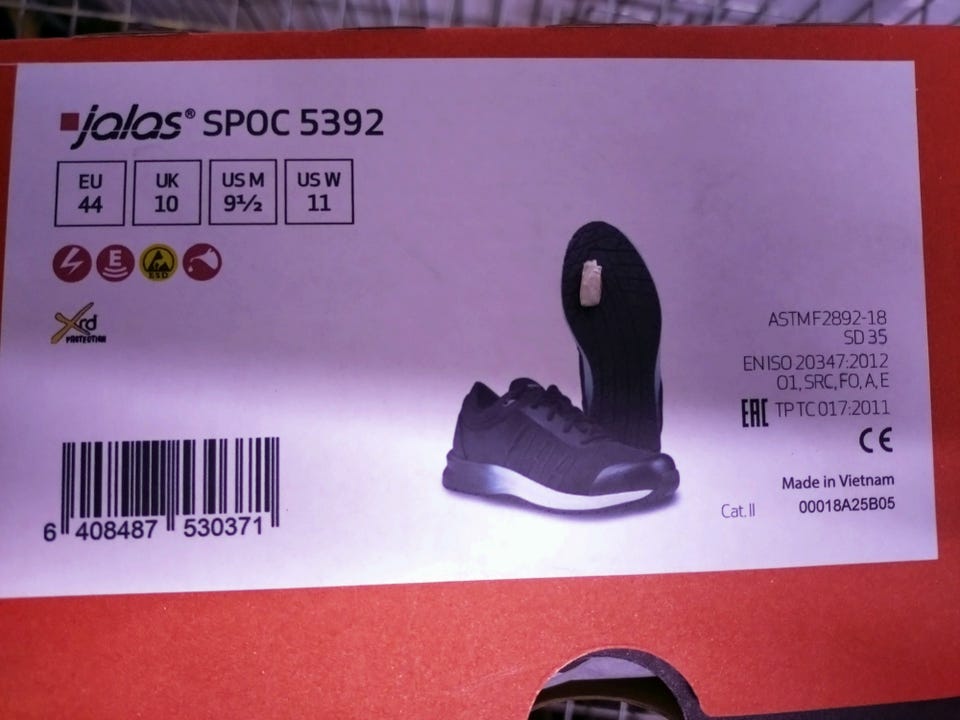 jalas® SPOC 5392
EU 44
UK 10
US M 9½
US W 11
E
ESD
Xrd
PROTECTION
ASTM F2892-18
SD 35
EN ISO 20347:2012
O1, SRC, FO, A, E
EAC TP TC 017:2011
CE
Made in Vietnam
Cat. II 00018A25B05
6 408487 530371